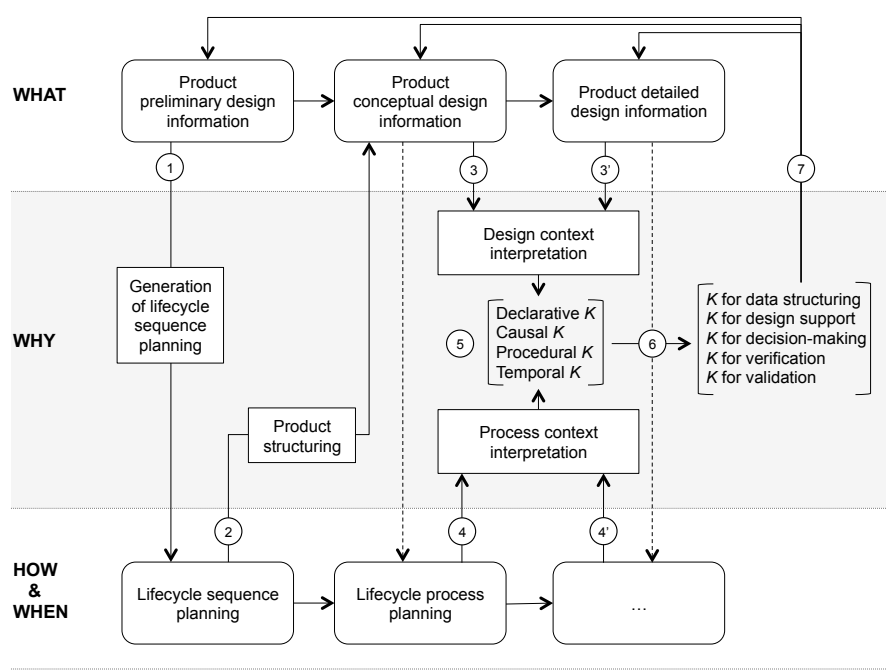 WHAT
Product
preliminary design
information
Product
conceptual design
information
Product detailed
design information
1
3
3’
7
WHY
Generation
of lifecycle
sequence
planning
Design context
interpretation
5
Declarative K
Causal K
Procedural K
Temporal K
6
K for data structuring
K for design support
K for decision-making
K for verification
K for validation
Product
structuring
Process context
interpretation
2
4
4’
HOW
&
WHEN
Lifecycle sequence
planning
Lifecycle process
planning
…